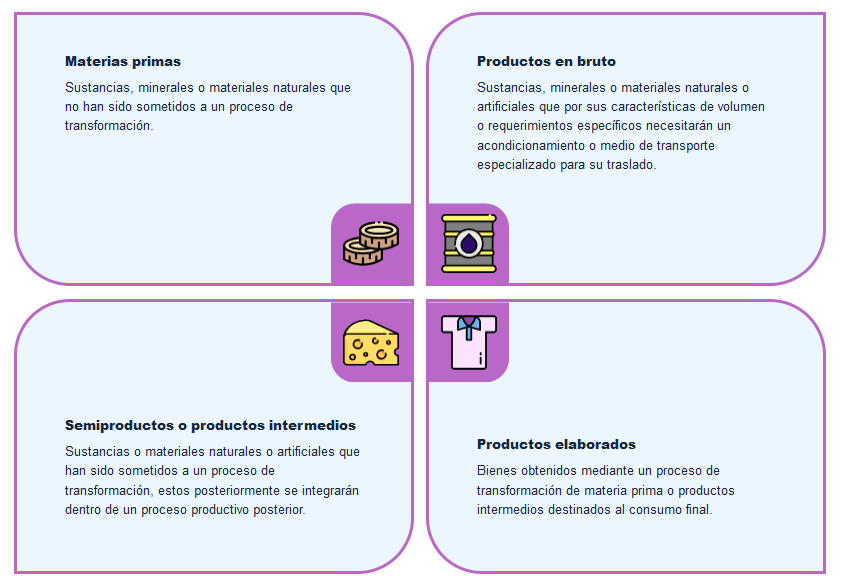 Materias primas
Sustancias, minerales o materiales naturales que
no han sido sometidos a un proceso de
transformación.
Productos en bruto
Sustancias, minerales o materiales naturales o
artificiales que por sus características de volumen
o requerimientos específicos necesitarán un
acondicionamiento o medio de transporte
especializado para su traslado.
Semiproductos o productos intermedios
Sustancias o materiales naturales o artificiales que
han sido sometidos a un proceso de
transformación, estos posteriormente se integrarán
dentro de un proceso productivo posterior.
Productos elaborados
Bienes obtenidos mediante un proceso de
transformación de materia prima o productos
intermedios destinados al consumo final.